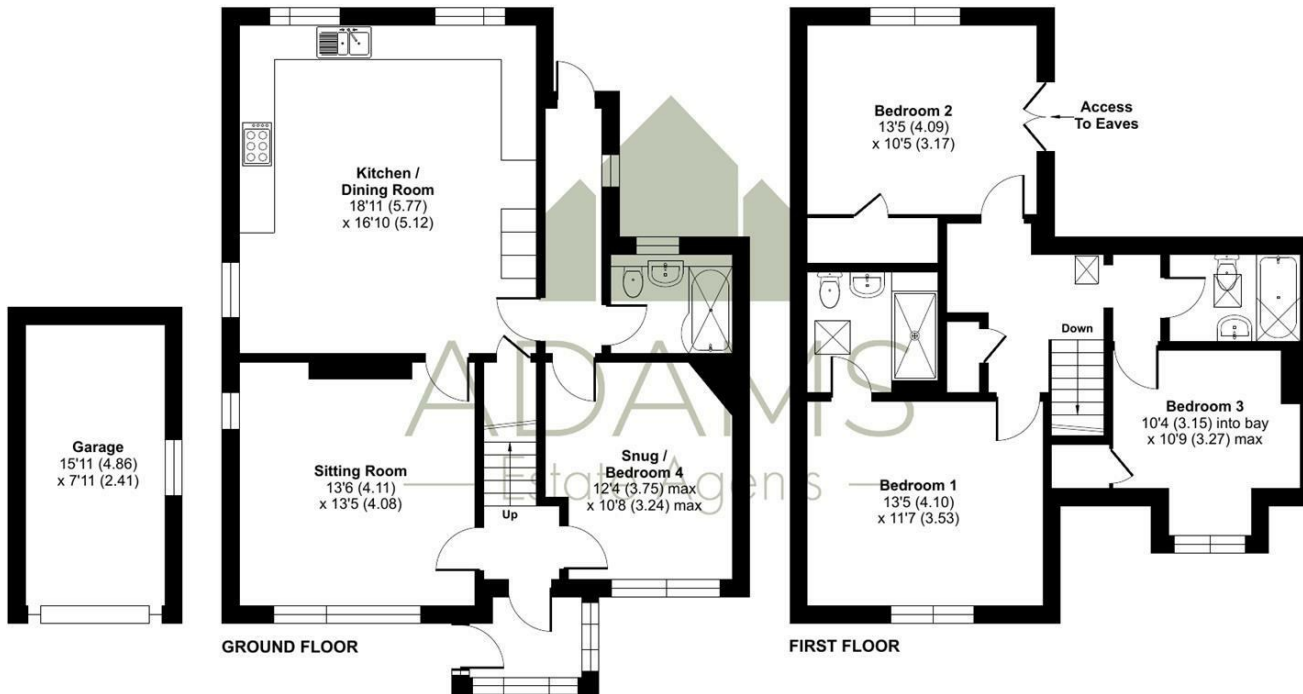 Kitchen /
Dining Room
18'11 (5.77)
x 16'10 (5.12)
Garage
15'11 (4.86)
x 7'11 (2.41)
Sitting Room
13'6 (4.11)
x 13'5 (4.08)
Up
Snug /
Bedroom 4
12'4 (3.75) max
x 10'8 (3.24) max
GROUND FLOOR
ADAMS
Estate Agents
Bedroom 2
13'5 (4.09)
x 10'5 (3.17)
Access
To Eaves
Down
Bedroom 3
10'4 (3.15) into bay
x 10'9 (3.27) max
Bedroom 1
13'5 (4.10)
x 11'7 (3.53)
FIRST FLOOR